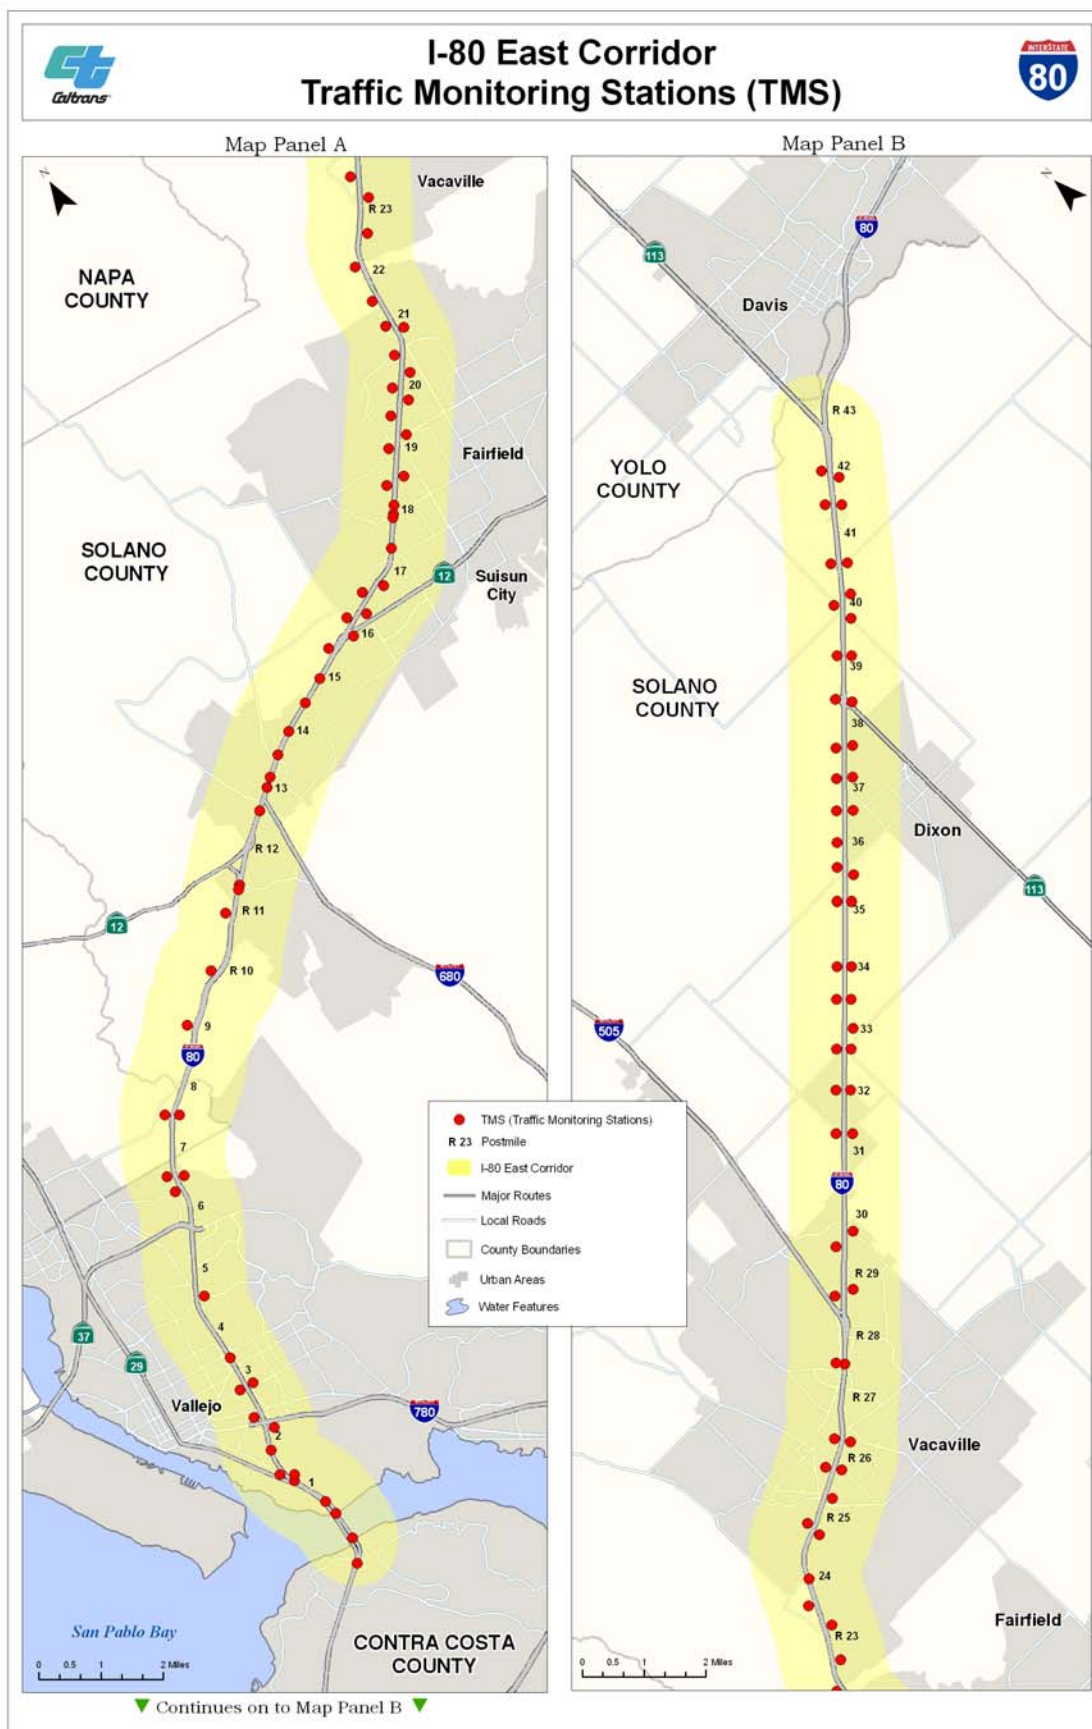 I-80 East Corridor
Traffic Monitoring Stations (TMS)
Caltrans
INTERSTATE
80
Map Panel A
N
Vacaville
R 23
NAPA
COUNTY
22
21
20
19
Fairfield
18
SOLANO
COUNTY
17
12
Suisun
City
16
15
14
13
R 12
R 11
12
R 10
680
9
80
8
7
6
5
4
37
29
3
Vallejo
780
2
1
San Pablo Bay
CONTRA COSTA
COUNTY
0 0.5 1 2 Miles
Continues on to Map Panel B
TMS (Traffic Monitoring Stations)
R 23 Postmile
I-80 East Corridor
Major Routes
Local Roads
County Boundaries
Urban Areas
Water Features
Map Panel B
N
80
113
Davis
R 43
YOLO
COUNTY
42
41
40
39
SOLANO
COUNTY
38
37
Dixon
36
113
35
34
505
33
32
31
80
30
R 29
R 28
R 27
Vacaville
R 26
R 25
24
Fairfield
R 23
0 0.5 1 2 Miles